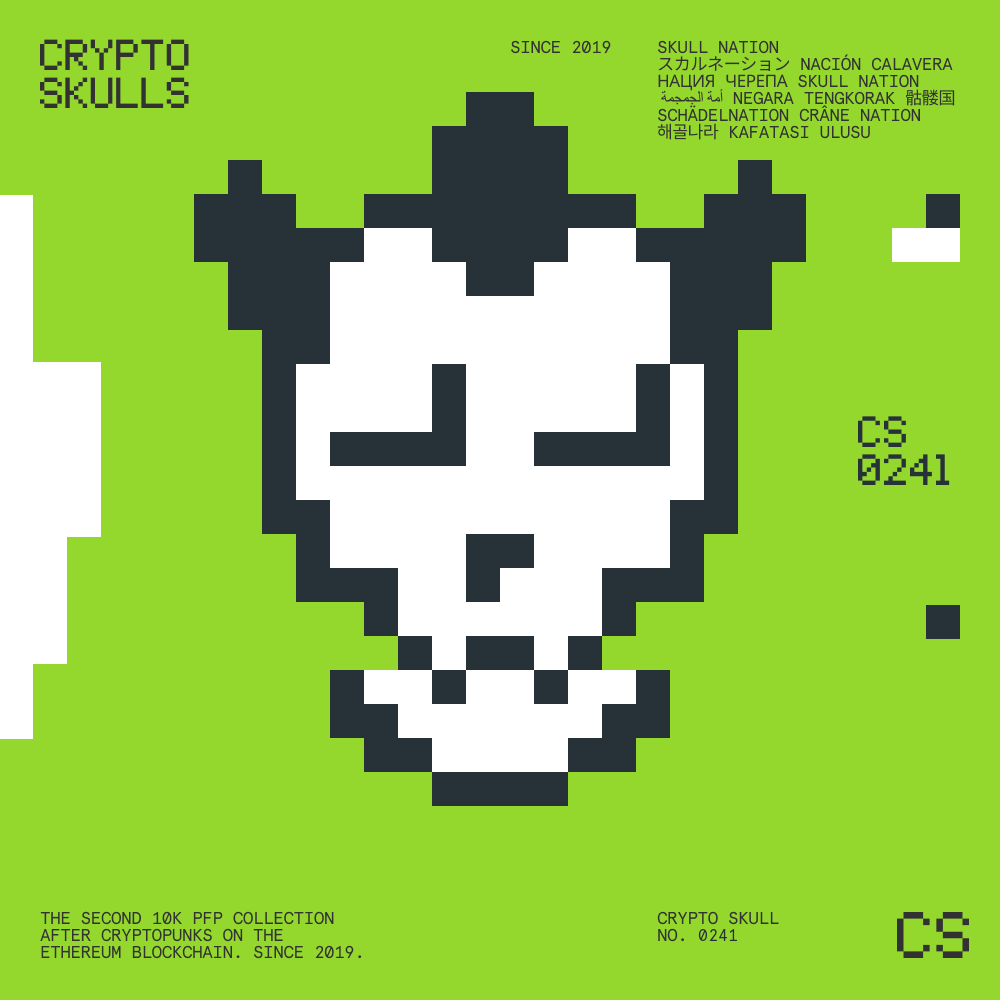 CRYPTO
SKULLS
SINCE 2019
SKULL NATION
スカルネーション NACIÓN CALAVERA
НАЦИЯ ЧЕРЕПА SKULL NATION
أمة الجمجمة NEGARA TENGKORAK 骷髅国
SCHÄDELNATION CRÂNE NATION
해골나라 KAFATASI ULUSU
CS
0241
THE SECOND 10K PFP COLLECTION
AFTER CRYPTOPUNKS ON THE
ETHEREUM BLOCKCHAIN. SINCE 2019.
CRYPTO SKULL
NO. 0241
CS